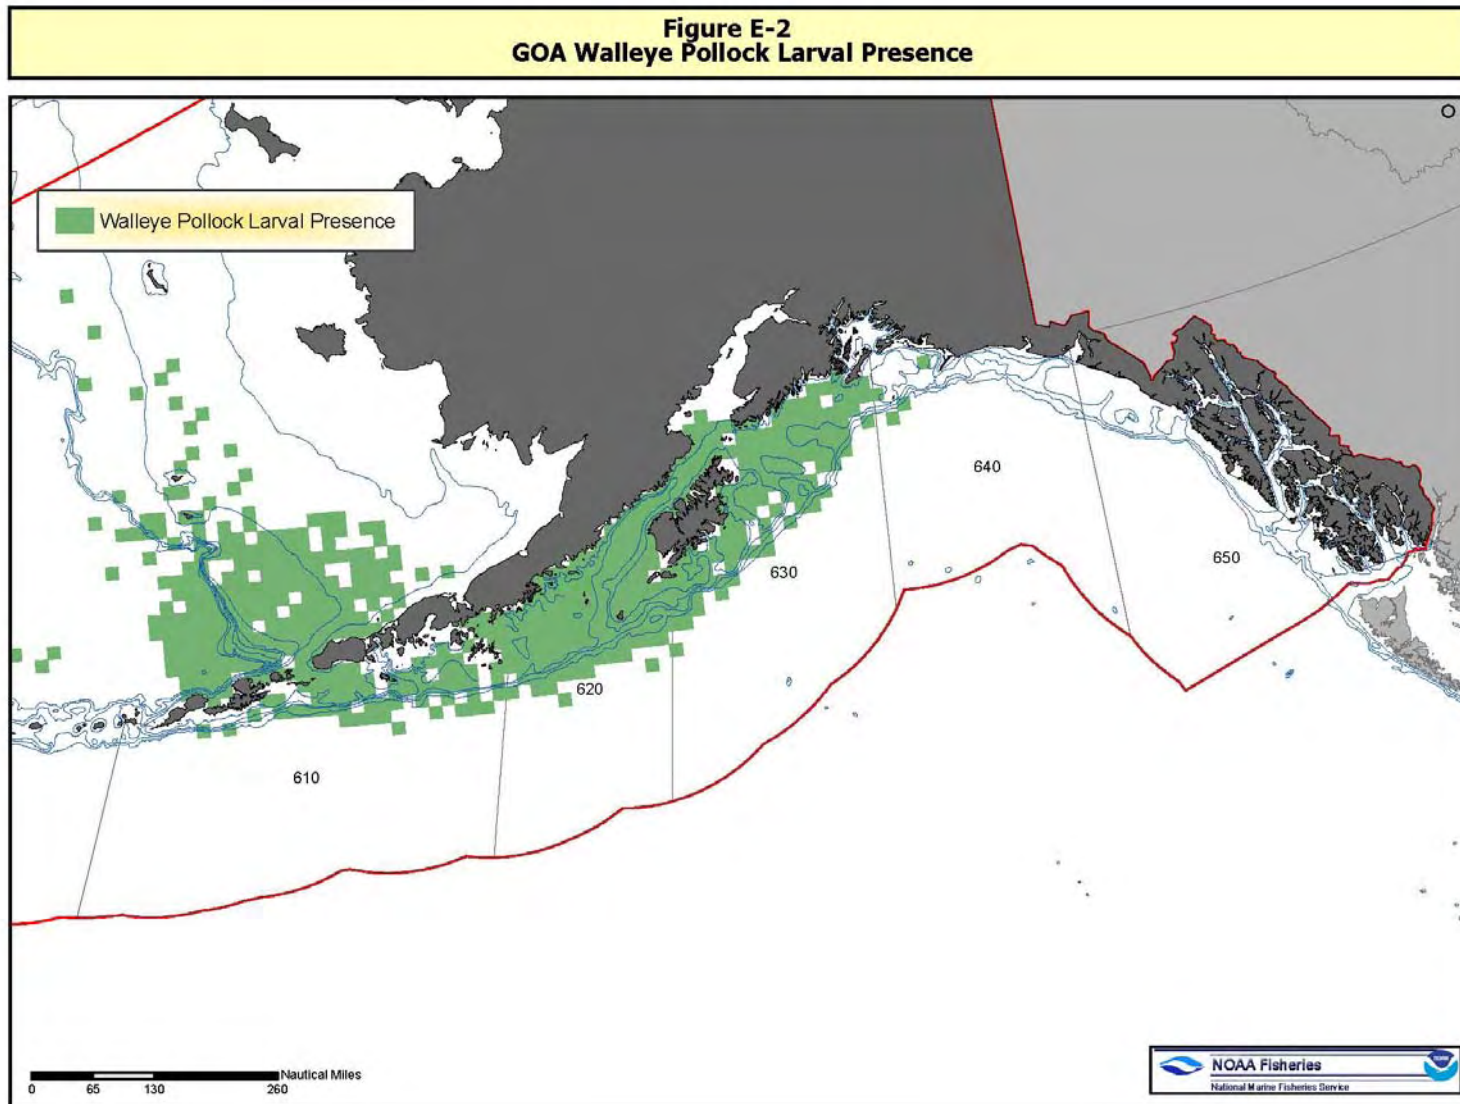 Figure E-2
GOA Walleye Pollock Larval Presence
Walleye Pollock Larval Presence
640
650
630
620
610
Nautical Miles
0 65 130 260
NOAA Fisheries
National Marine Fisheries Service